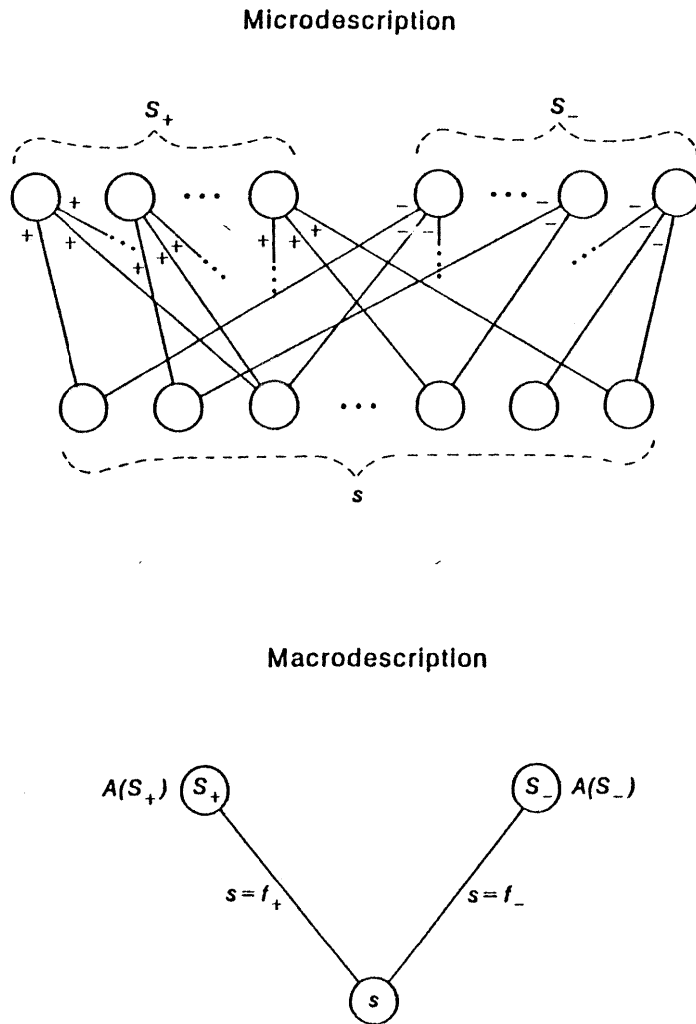 Microdescription
S₊ S₋
+ + + + + + + + + + − − − − − − − −
s
Macrodescription
A(S₊) S₊ S₋ A(S₋)
s = f₊ s = f₋
s